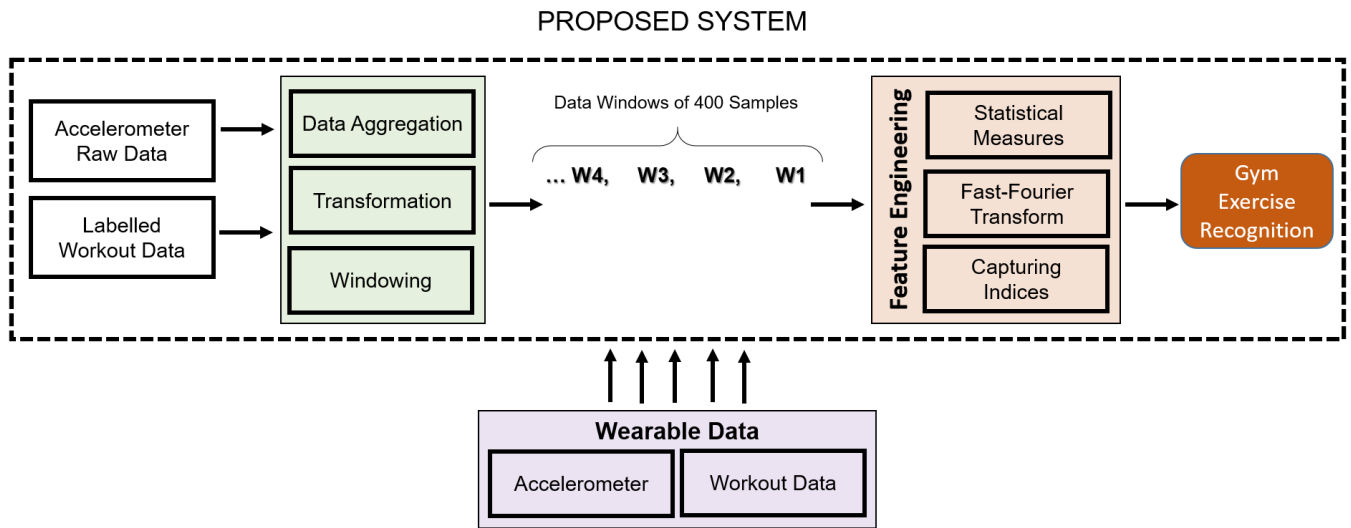 PROPOSED SYSTEM
Accelerometer
Raw Data
Labelled
Workout Data
Data Aggregation
Transformation
Windowing
Data Windows of 400 Samples
... W4, W3, W2, W1
Feature Engineering
Statistical
Measures
Fast-Fourier
Transform
Capturing
Indices
Gym
Exercise
Recognition
Wearable Data
Accelerometer
Workout Data